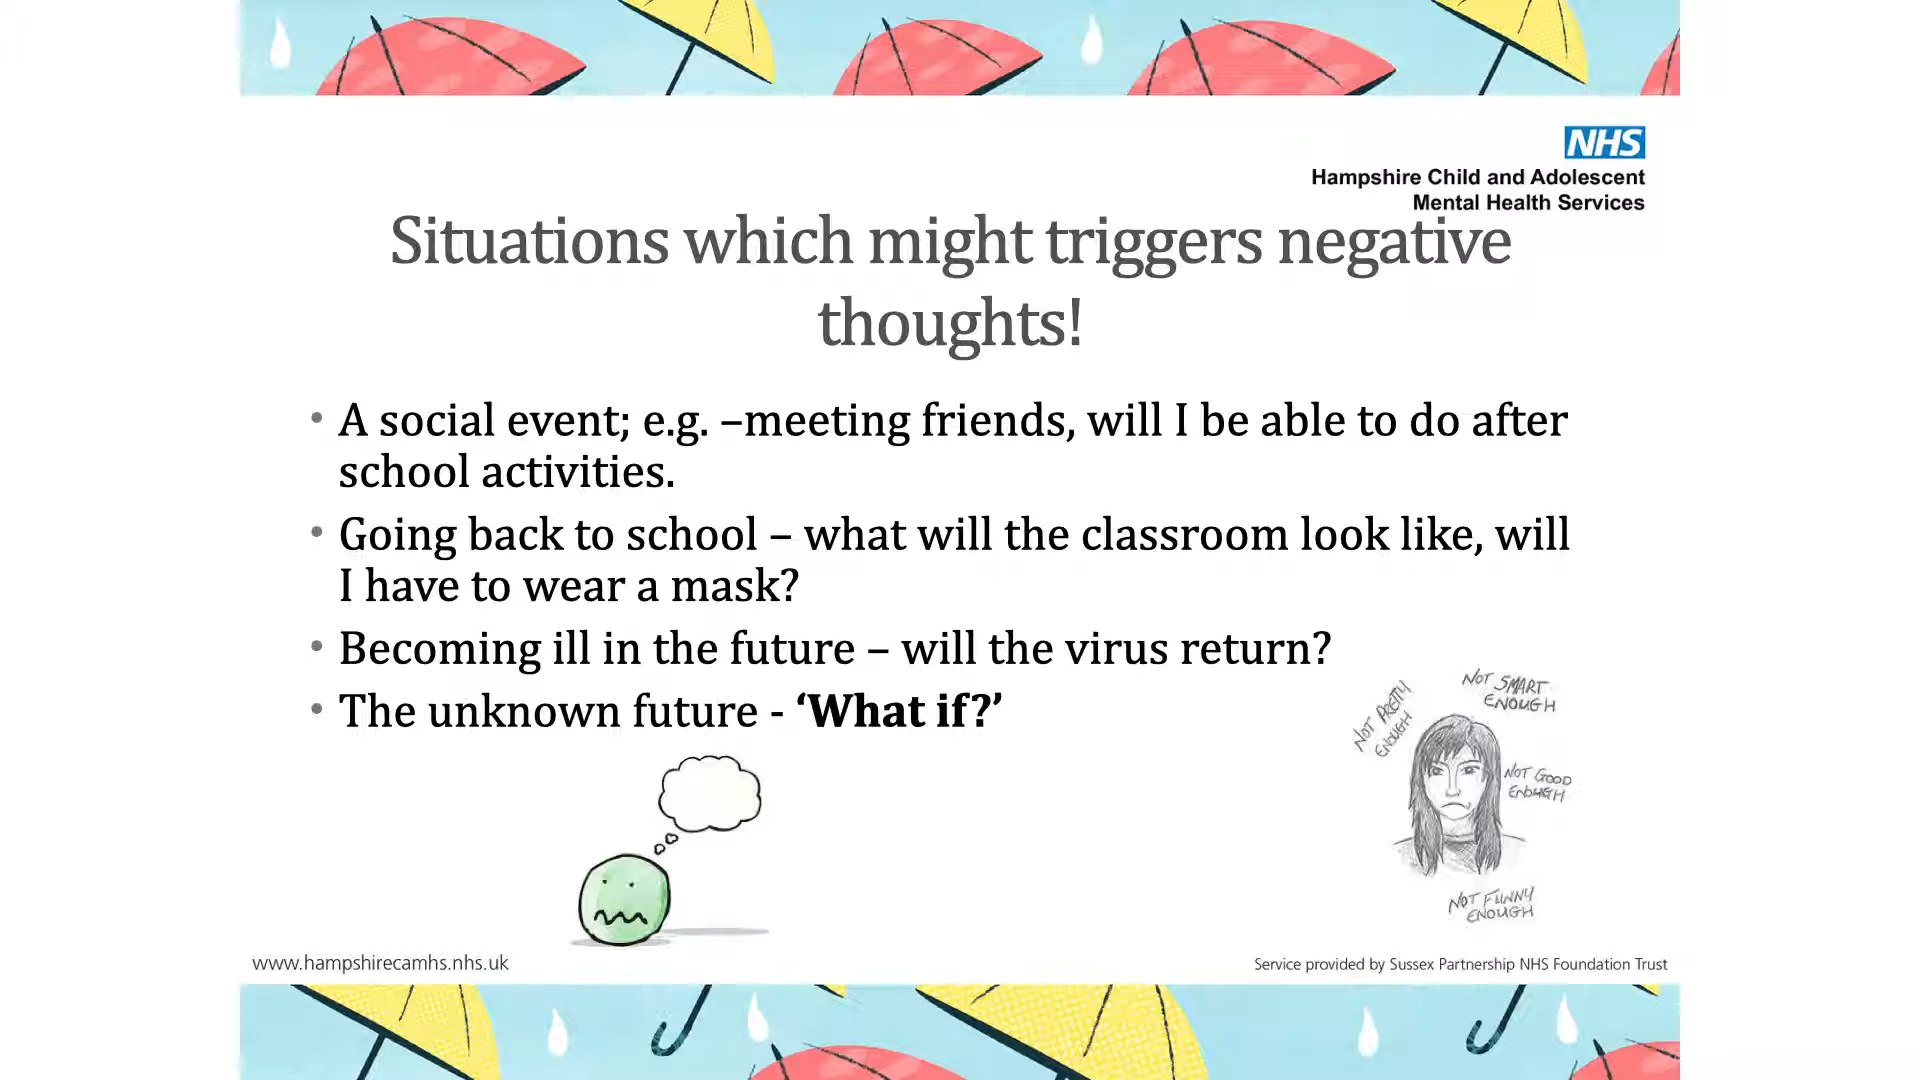 NHS
Hampshire Child and Adolescent
Mental Health Services
Situations which might triggers negative
thoughts!
• A social event; e.g. –meeting friends, will I be able to do after
school activities.
• Going back to school – what will the classroom look like, will
I have to wear a mask?
• Becoming ill in the future – will the virus return?
• The unknown future - ‘What if?’
NOT PRETTY
ENOUGH
NOT SMART
ENOUGH
NOT GOOD
ENOUGH
NOT FUNNY
ENOUGH
www.hampshirecamhs.nhs.uk
Service provided by Sussex Partnership NHS Foundation Trust